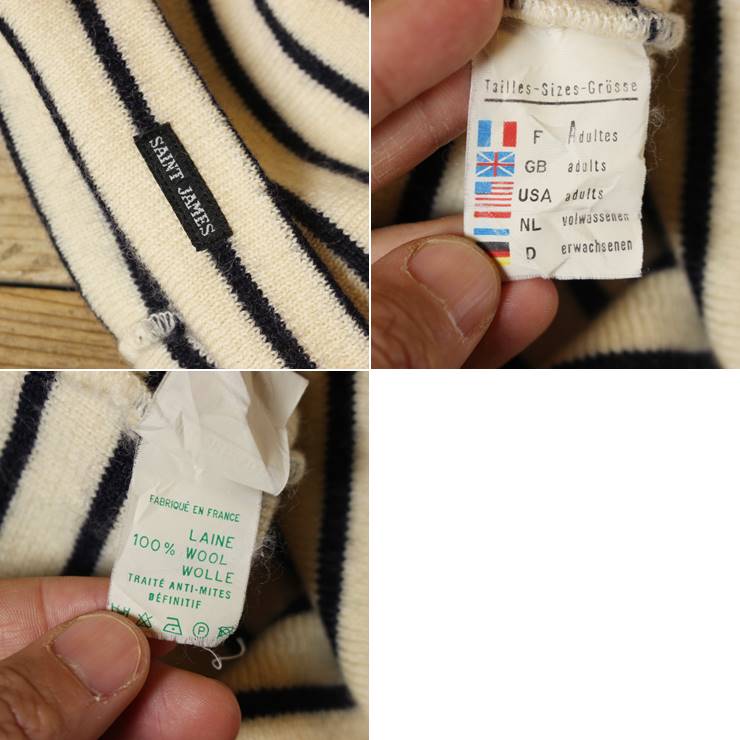 SAINT JAMES
Tailles-Sizes-Grösse
F Adultes
GB adults
USA adults
NL volwassenen
D erwachsenen
FABRIQUÉ EN FRANCE
LAINE
100% WOOL
WOLLE
TRAITÉ ANTI-MITES
DÉFINITIF
P